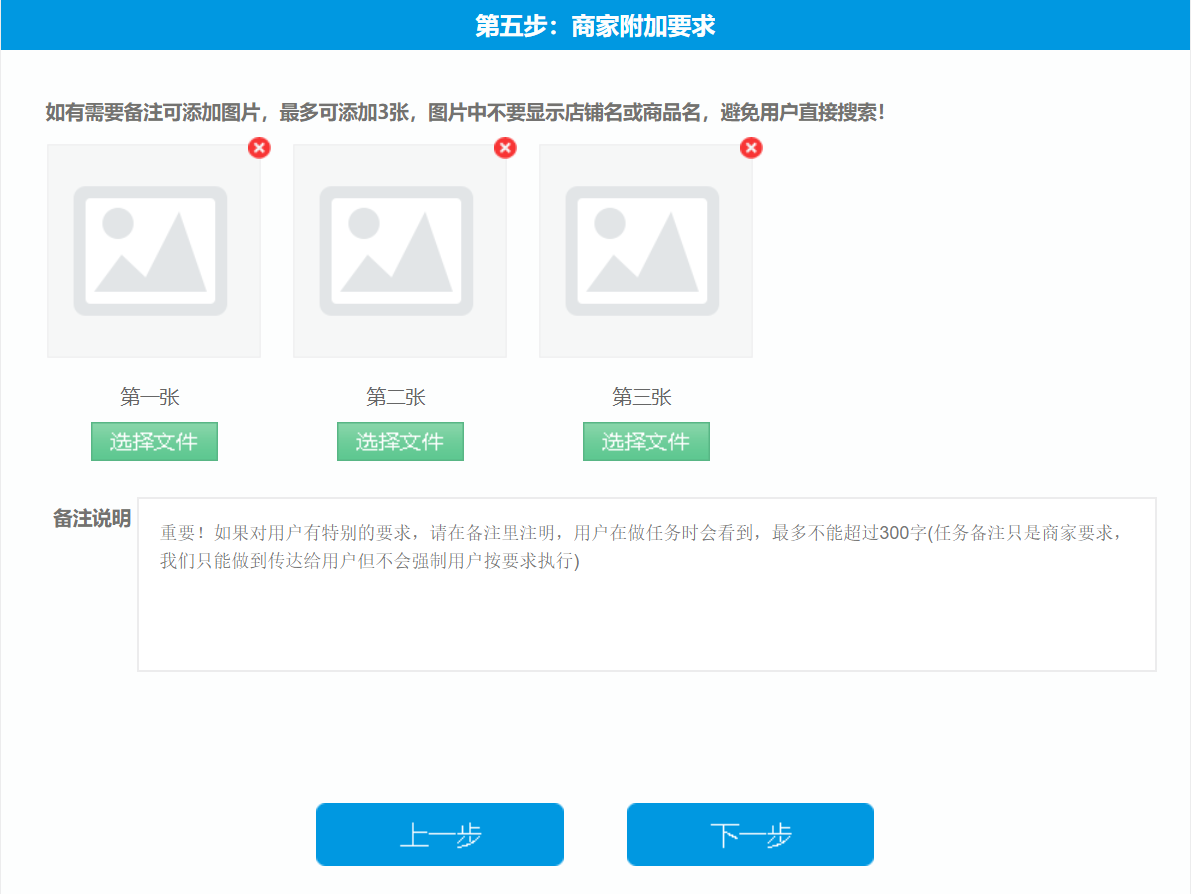 第五步：商家附加要求
如有需要备注可添加图片，最多可添加3张，图片中不要显示店铺名或商品名，避免用户直接搜索！
第一张
第二张
第三张
选择文件
选择文件
选择文件
备注说明
重要！如果对用户有特别的要求，请在备注里注明，用户在做任务时会看到，最多不能超过300字(任务备注只是商家要求，
我们只能做到传达给用户但不会强制用户按要求执行)
上一步
下一步